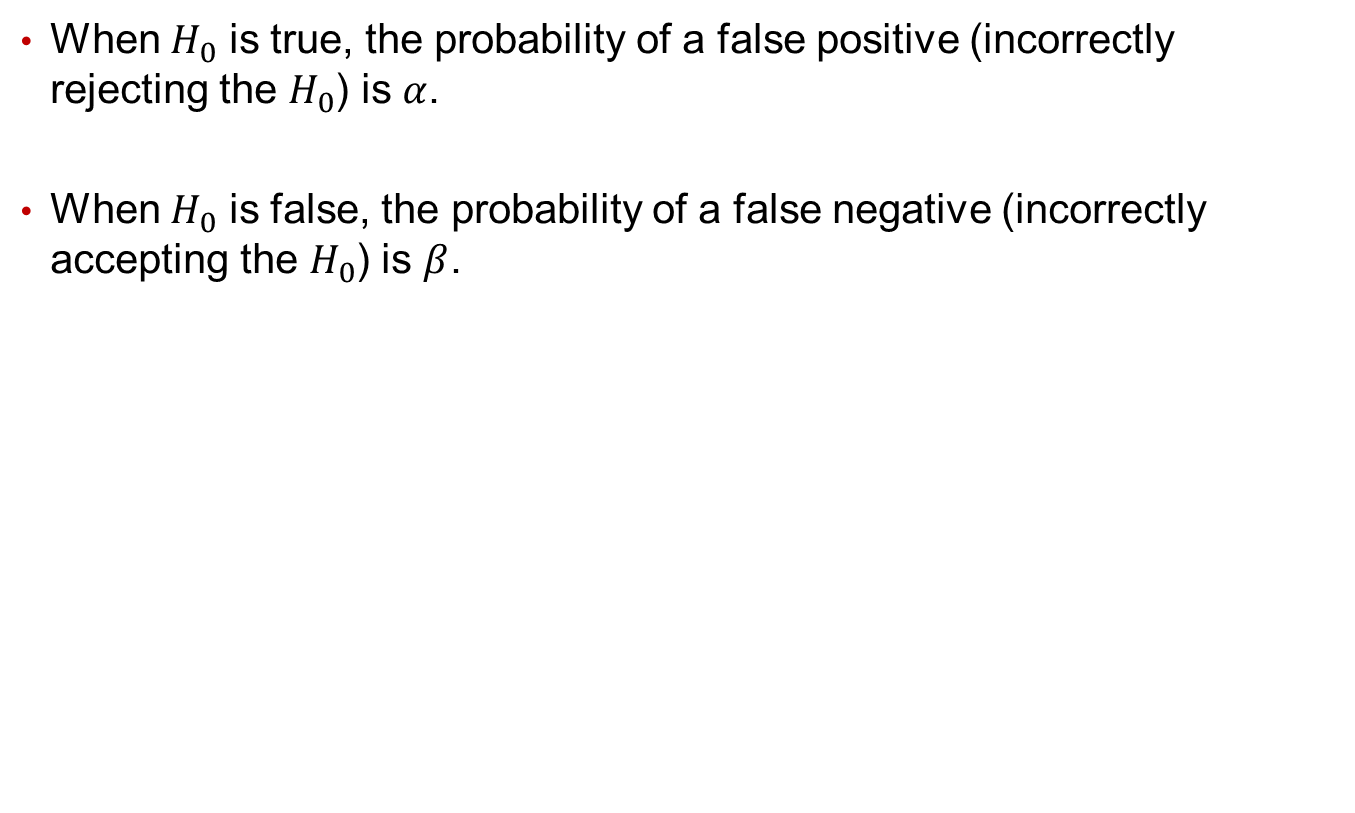 • When 𝐻₀ is true, the probability of a false positive (incorrectly
rejecting the 𝐻₀) is 𝛼.
• When 𝐻₀ is false, the probability of a false negative (incorrectly
accepting the 𝐻₀) is 𝛽.